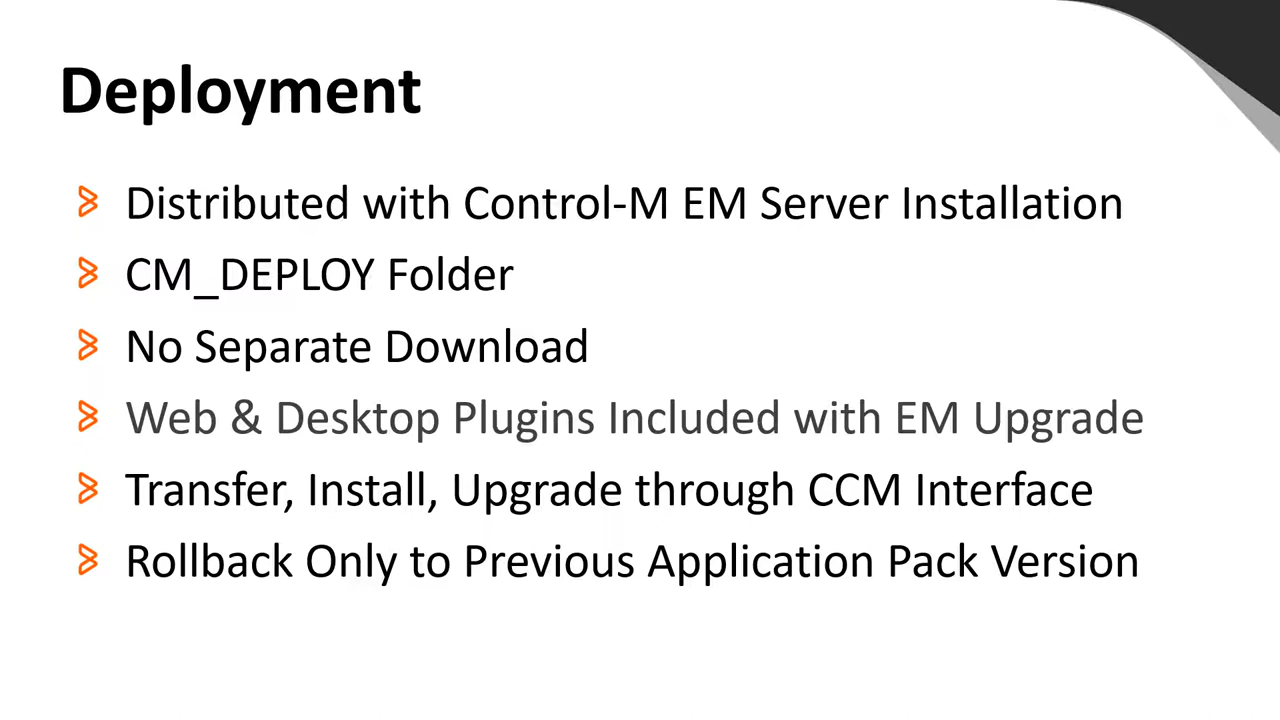 Deployment
Distributed with Control-M EM Server Installation
CM_DEPLOY Folder
No Separate Download
Web & Desktop Plugins Included with EM Upgrade
Transfer, Install, Upgrade through CCM Interface
Rollback Only to Previous Application Pack Version